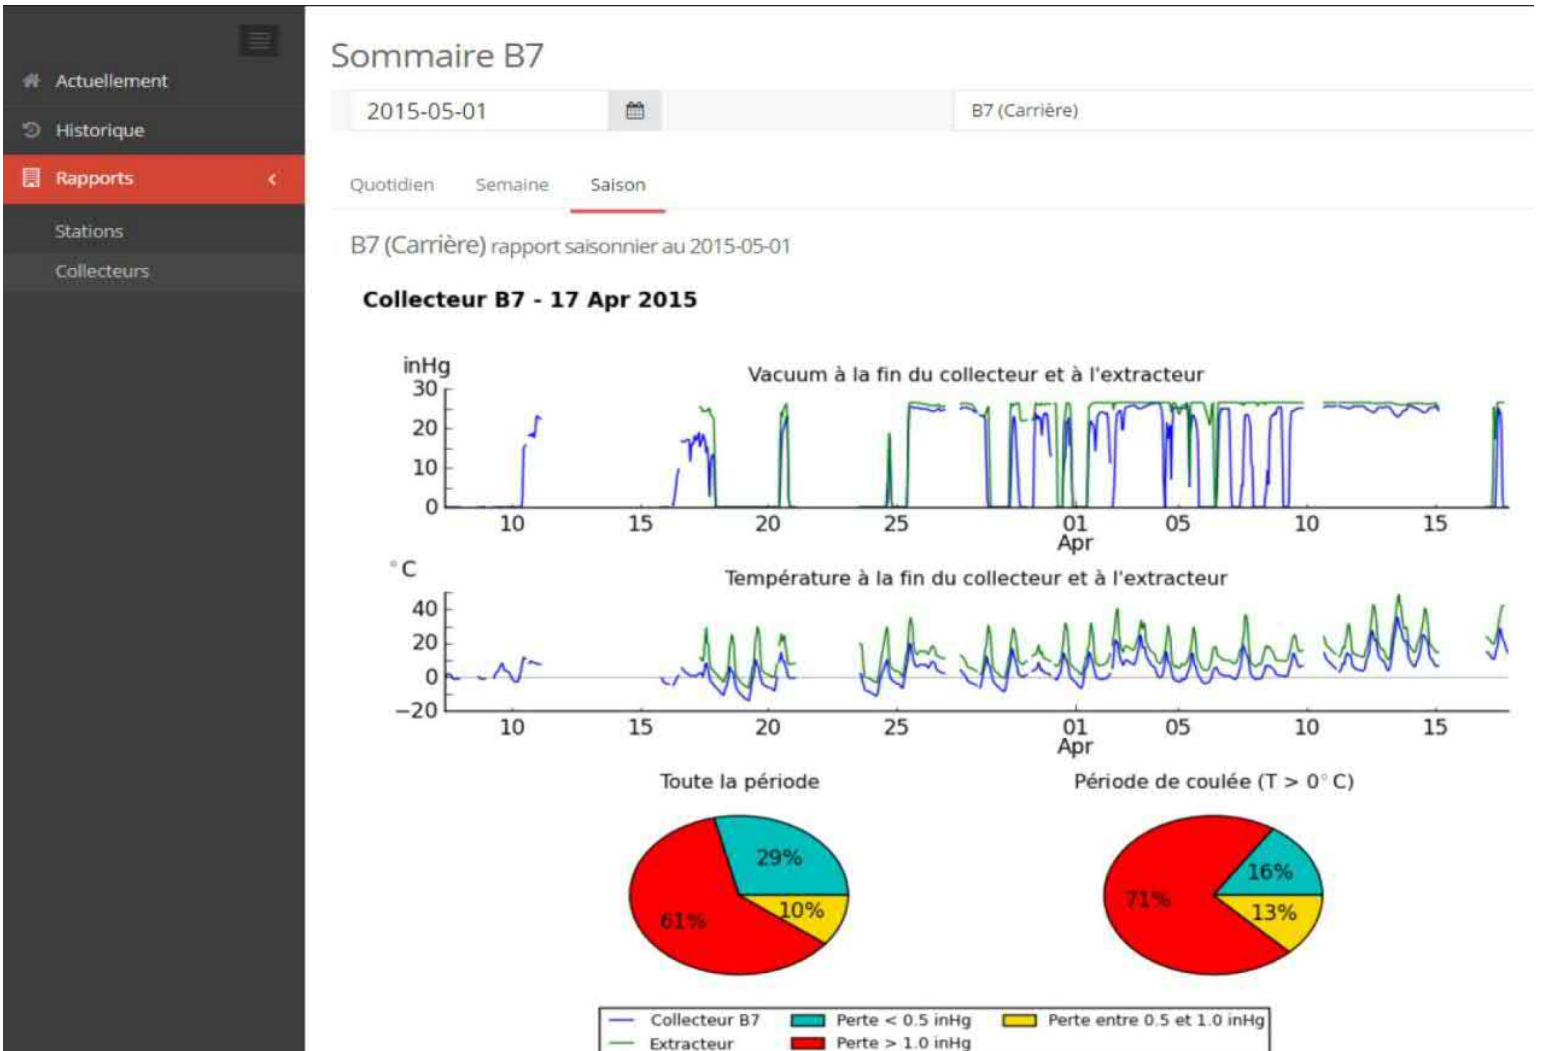 Sommaire B7
Actuellement
2015-05-01 B7 (Carrière)
Historique
Rapports
Quotidien Semaine Saison
Stations
B7 (Carrière) rapport saisonnier au 2015-05-01
Collecteurs
Collecteur B7 - 17 Apr 2015
inHg
Vacuum à la fin du collecteur et à l'extracteur
30
20
10
0
10 15 20 25 01 05 10 15
Apr
°C
Température à la fin du collecteur et à l'extracteur
40
20
0
−20
10 15 20 25 01 05 10 15
Apr
Toute la période Période de coulée (T > 0°C)
29% 16%
61% 10% 71% 13%
Collecteur B7 Perte < 0.5 inHg Perte entre 0.5 et 1.0 inHg
Extracteur Perte > 1.0 inHg